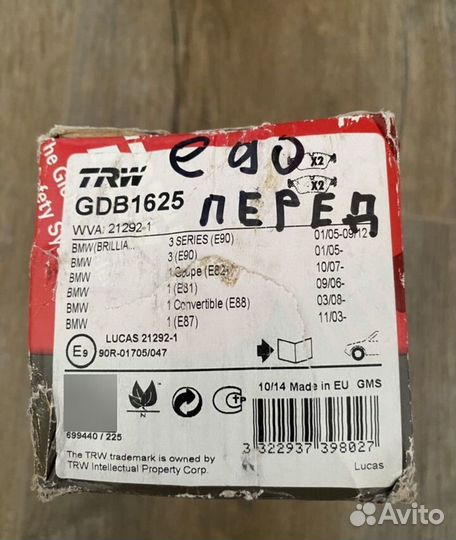 e90
ПЕРЕД
TRW
GDB1625
X2
X2
WVA: 21292-1
BMW(BRILLIA... 3 SERIES (E90) 01/05-09/12
BMW 3 (E90) 01/05-
BMW 1 Coupe (E82) 10/07-
BMW 1 (E81) 09/06-
BMW 1 Convertible (E88) 03/08-
BMW 1 (E87) 11/03-
LUCAS 21292-1
E9 90R-01705/047
N
10/14 Made in EU GMS
699440 / 225
3 322937 398027
The TRW trademark is owned by
TRW Intellectual Property Corp.
Lucas
Avito